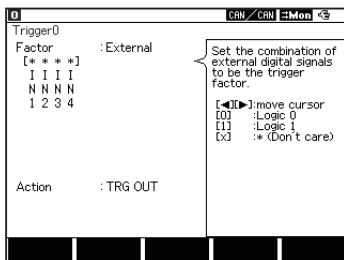 0
CAN/CAN Mon
Trigger0
Factor : External
[* * * *]
I I I I
N N N N
1 2 3 4
Set the combination of
external digital signals
to be the trigger
factor.
[◀][▶]:move cursor
[0] :Logic 0
[1] :Logic 1
[x] :* (Don't care)
Action : TRG OUT